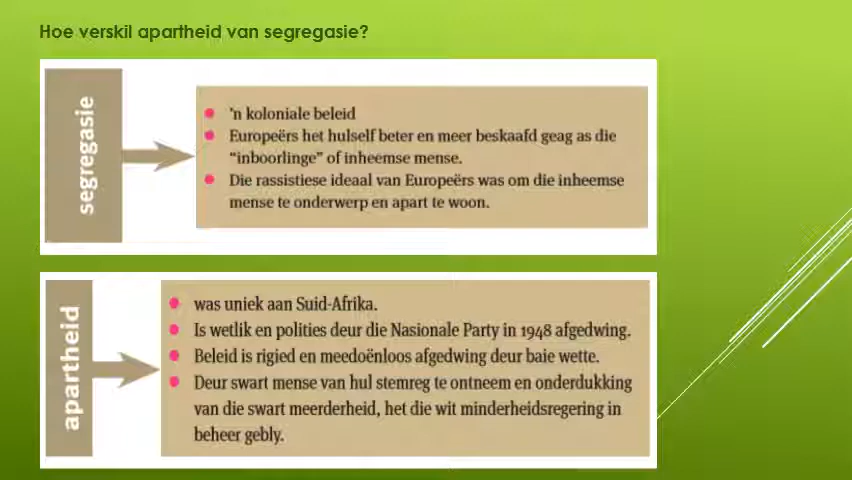 Hoe verskil apartheid van segregasie?
segregasie
'n koloniale beleid
Europeërs het hulself beter en meer beskaafd geag as die
“inboorlinge” of inheemse mense.
Die rassistiese ideaal van Europeërs was om die inheemse
mense te onderwerp en apart te woon.
apartheid
was uniek aan Suid-Afrika.
Is wetlik en polities deur die Nasionale Party in 1948 afgedwing.
Beleid is rigied en meedoënloos afgedwing deur baie wette.
Deur swart mense van hul stemreg te ontneem en onderdukking
van die swart meerderheid, het die wit minderheidsregering in
beheer gebly.